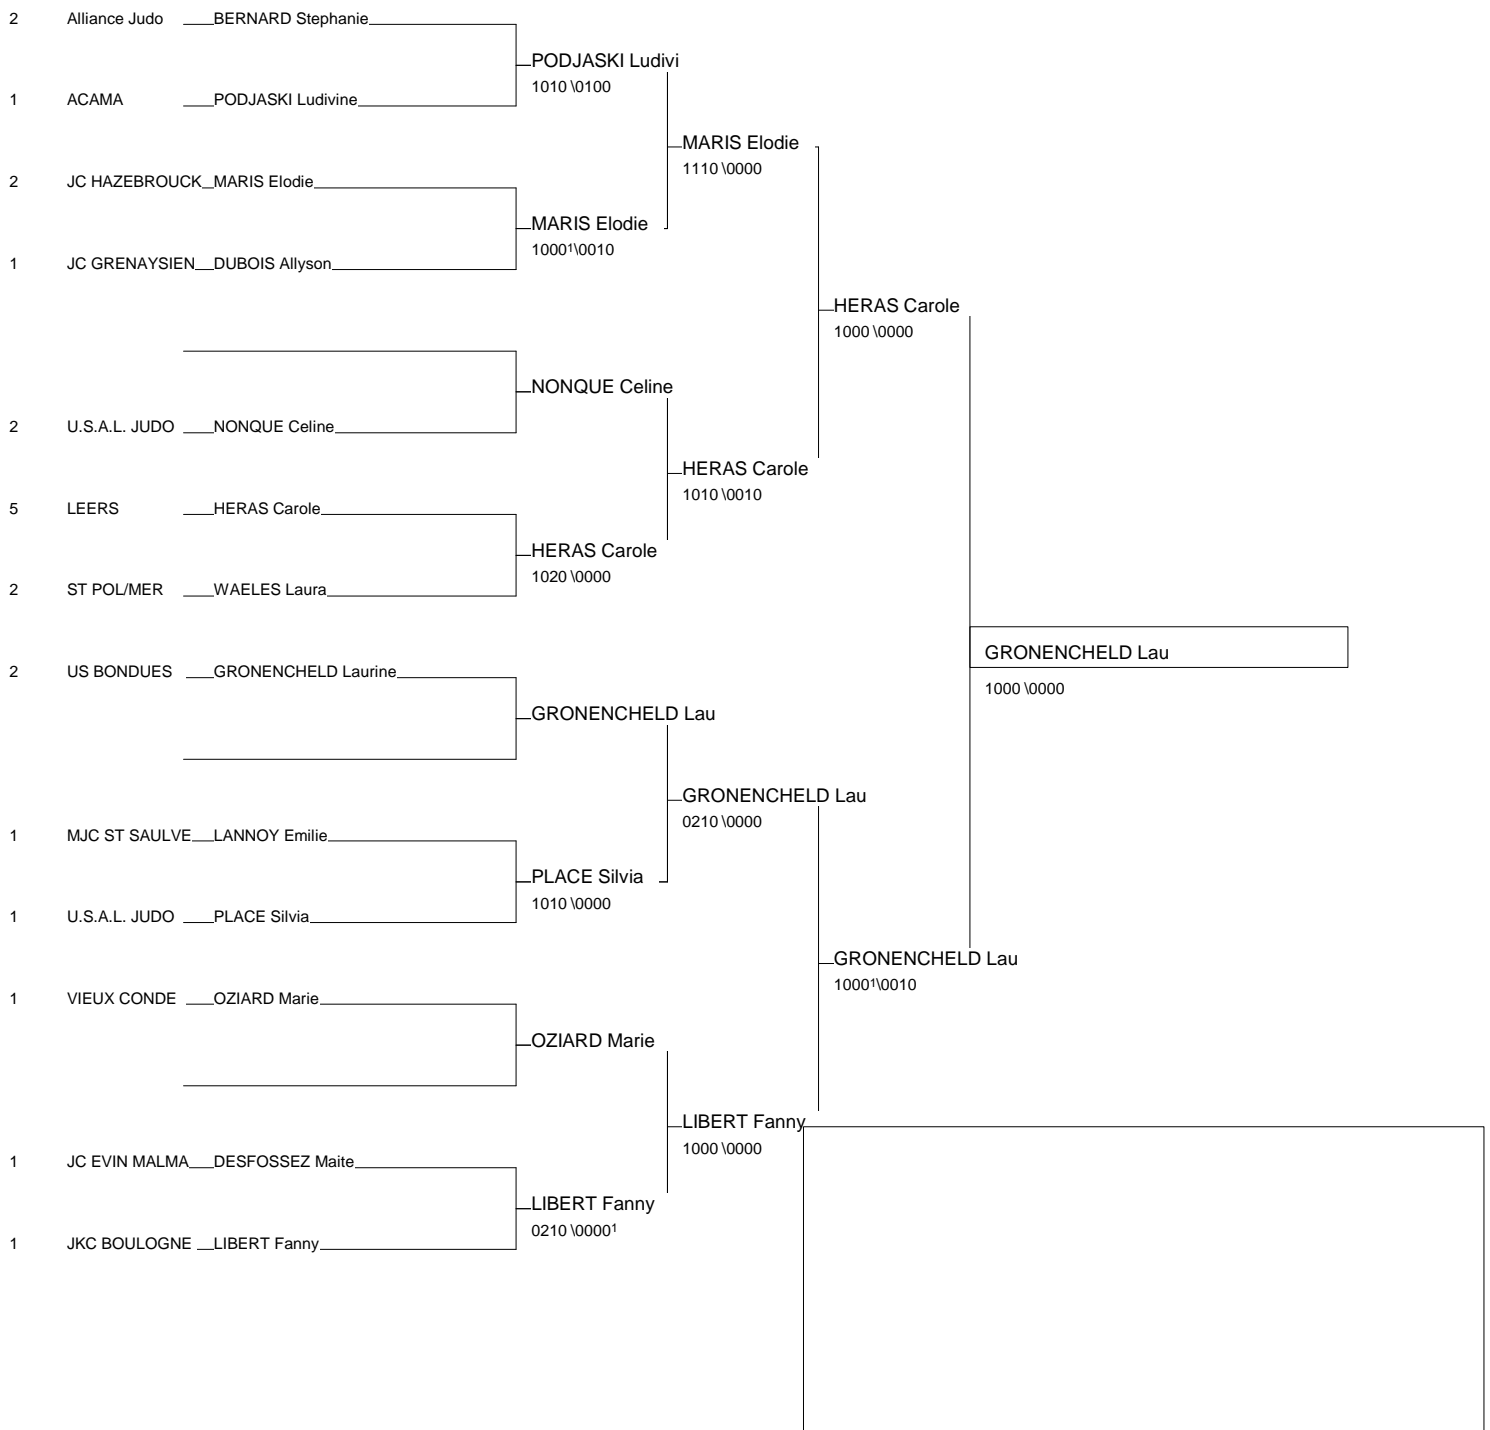 2 Alliance Judo BERNARD Stephanie
PODJASKI Ludivi
1010 \0100
1 ACAMA PODJASKI Ludivine
MARIS Elodie
1110 \0000
2 JC HAZEBROUCK MARIS Elodie
MARIS Elodie
1000¹\0010
1 JC GRENAYSIEN DUBOIS Allyson
HERAS Carole
1000 \0000
NONQUE Celine
2 U.S.A.L. JUDO NONQUE Celine
HERAS Carole
1010 \0010
5 LEERS HERAS Carole
HERAS Carole
1020 \0000
2 ST POL/MER WAELES Laura
GRONENCHELD Lau
1000 \0000
2 US BONDUES GRONENCHELD Laurine
GRONENCHELD Lau
GRONENCHELD Lau
0210 \0000
1 MJC ST SAULVE LANNOY Emilie
PLACE Silvia
1010 \0000
1 U.S.A.L. JUDO PLACE Silvia
GRONENCHELD Lau
1000¹\0010
1 VIEUX CONDE OZIARD Marie
OZIARD Marie
LIBERT Fanny
1000 \0000
1 JC EVIN MALMA DESFOSSEZ Maite
LIBERT Fanny
0210 \0000¹
1 JKC BOULOGNE LIBERT Fanny